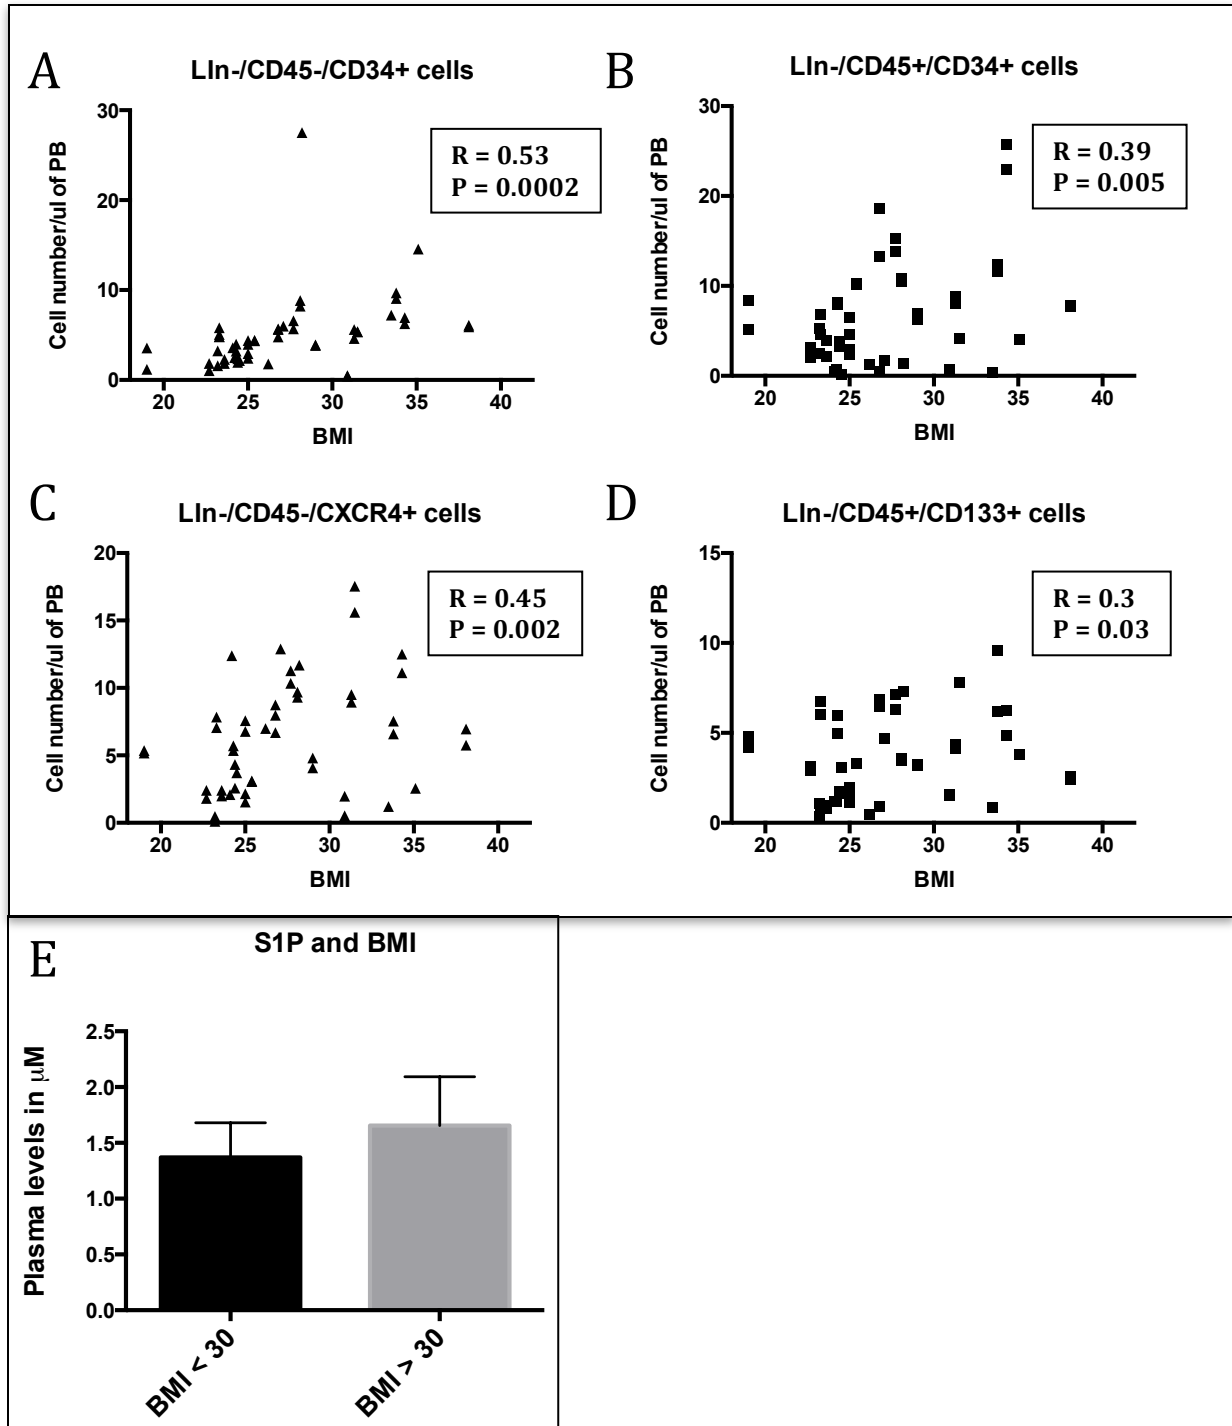 A
LIn-/CD45-/CD34+ cells
30
20
10
0
Cell number/ul of PB
R = 0.53
P = 0.0002
20 25 30 35 40
BMI
B
LIn-/CD45+/CD34+ cells
30
20
10
0
Cell number/ul of PB
R = 0.39
P = 0.005
20 25 30 35 40
BMI
C
LIn-/CD45-/CXCR4+ cells
20
15
10
5
0
Cell number/ul of PB
R = 0.45
P = 0.002
20 25 30 35 40
BMI
D
LIn-/CD45+/CD133+ cells
15
10
5
0
Cell number/ul of PB
R = 0.3
P = 0.03
20 25 30 35 40
BMI
E
S1P and BMI
2.5
2.0
1.5
1.0
0.5
0.0
Plasma levels in μM
BMI < 30
BMI > 30